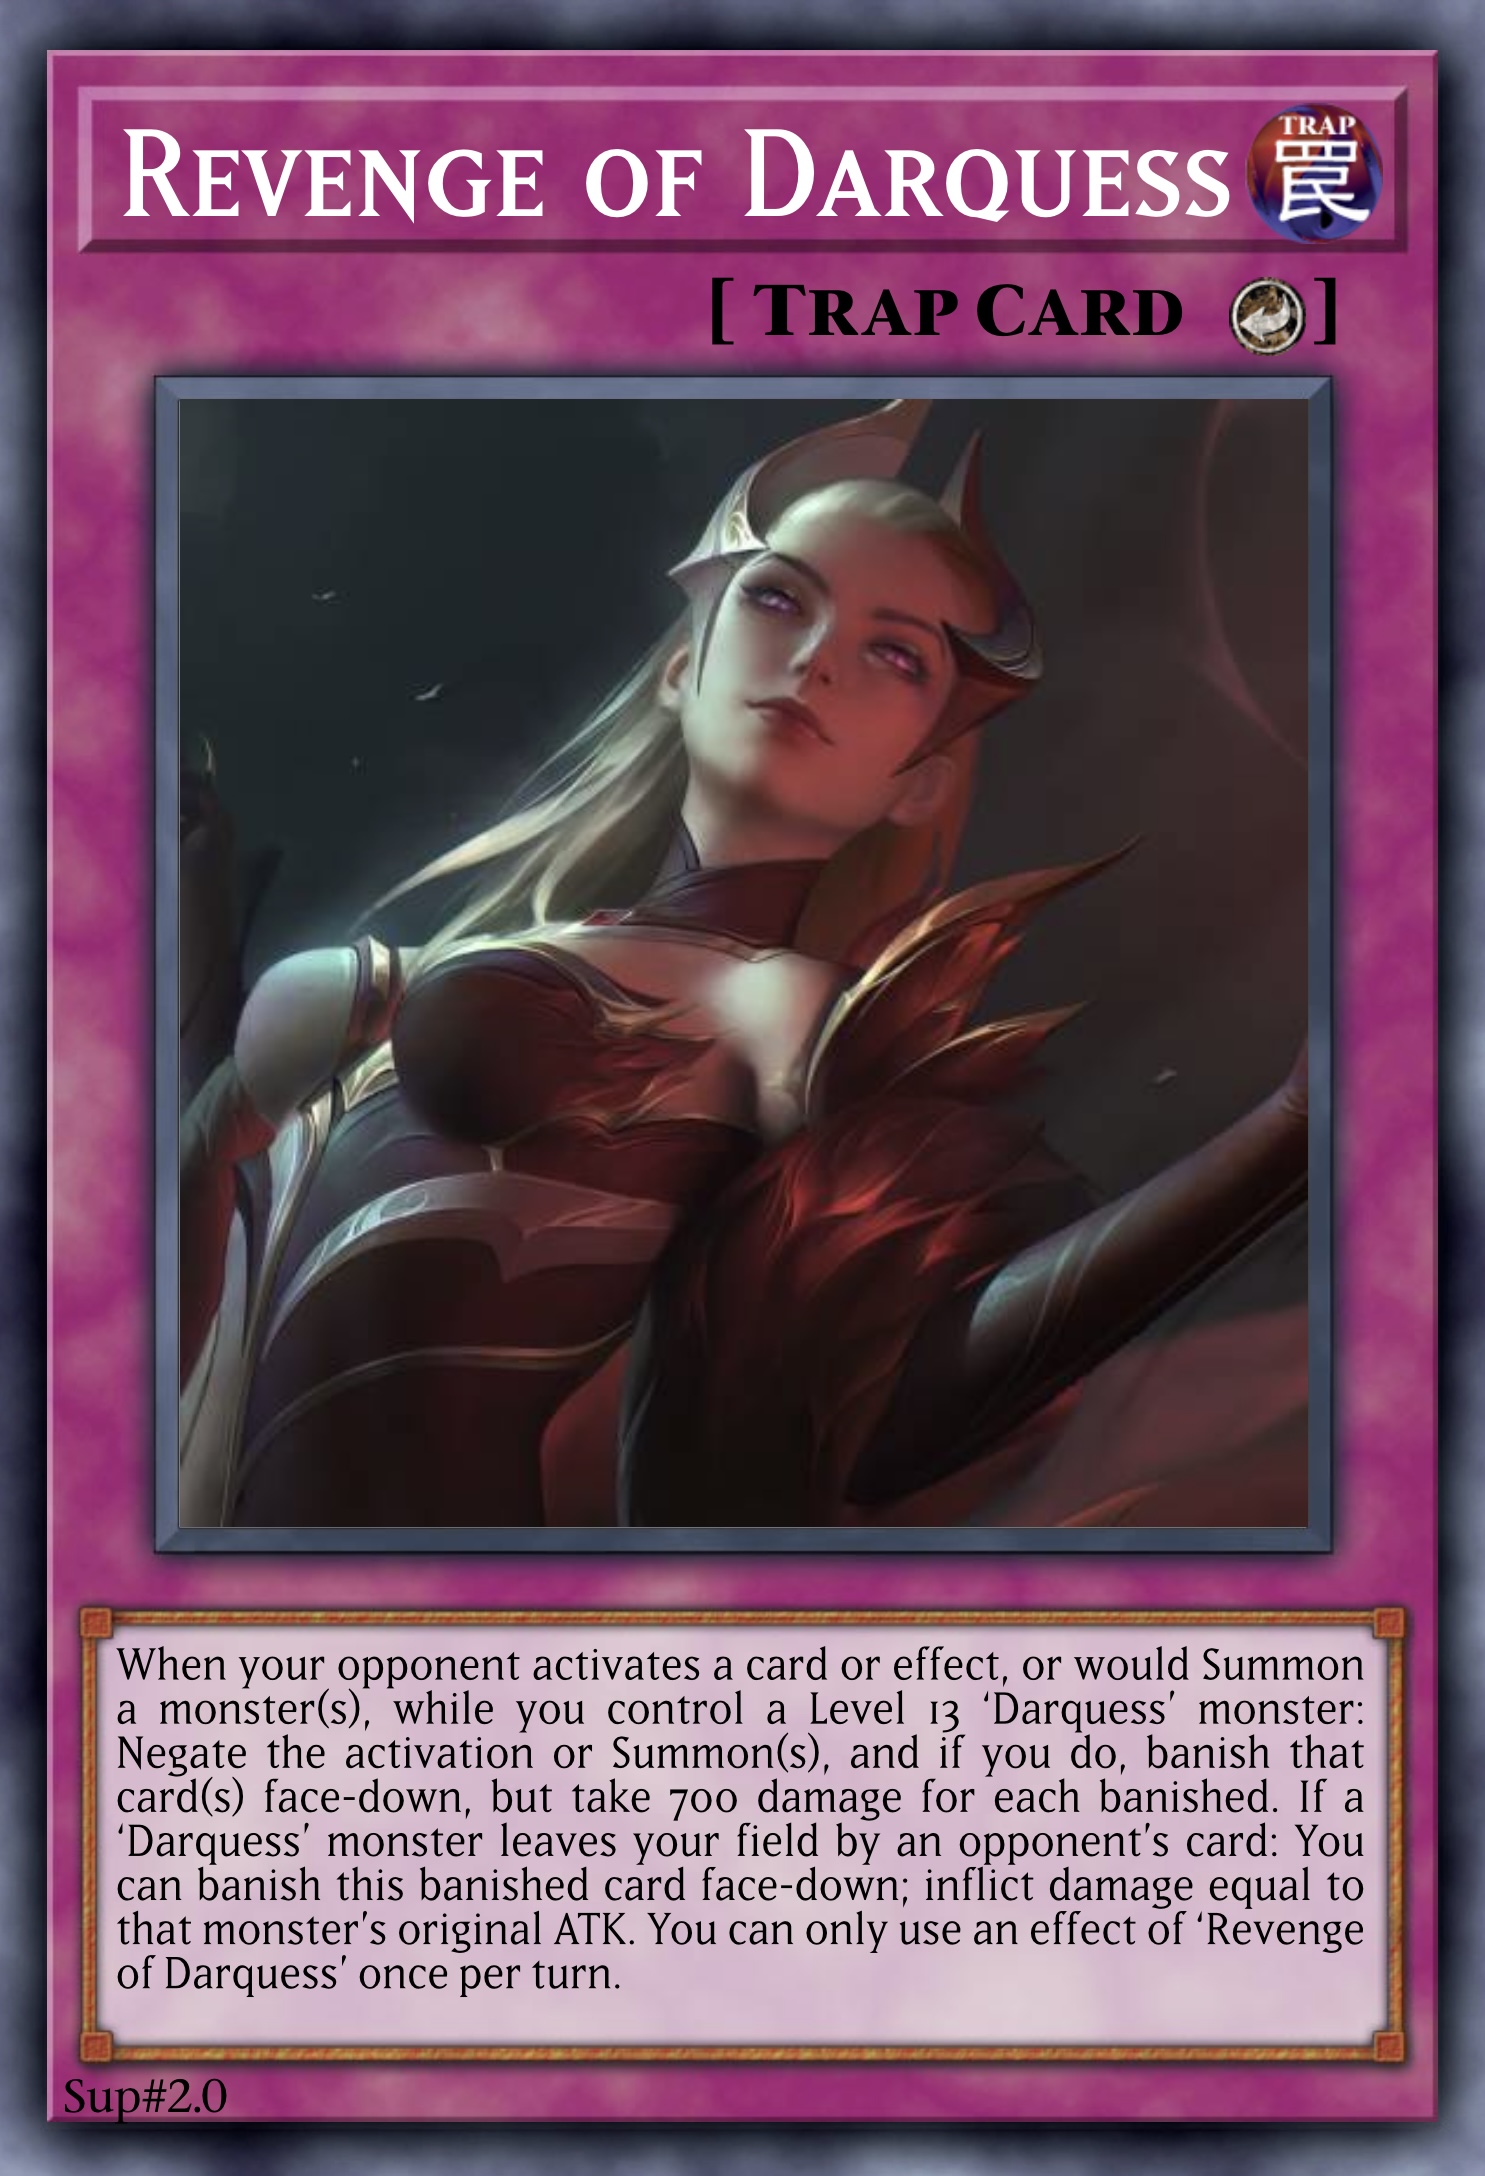 Revenge of Darquess
TRAP
罠
[ Trap Card ]
When your opponent activates a card or effect, or would Summon
a monster(s), while you control a Level 13 ‘Darquess’ monster:
Negate the activation or Summon(s), and if you do, banish that
card(s) face-down, but take 700 damage for each banished. If a
‘Darquess’ monster leaves your field by an opponent's card: You
can banish this banished card face-down; inflict damage equal to
that monster's original ATK. You can only use an effect of ‘Revenge
of Darquess’ once per turn.
Sup#2.0